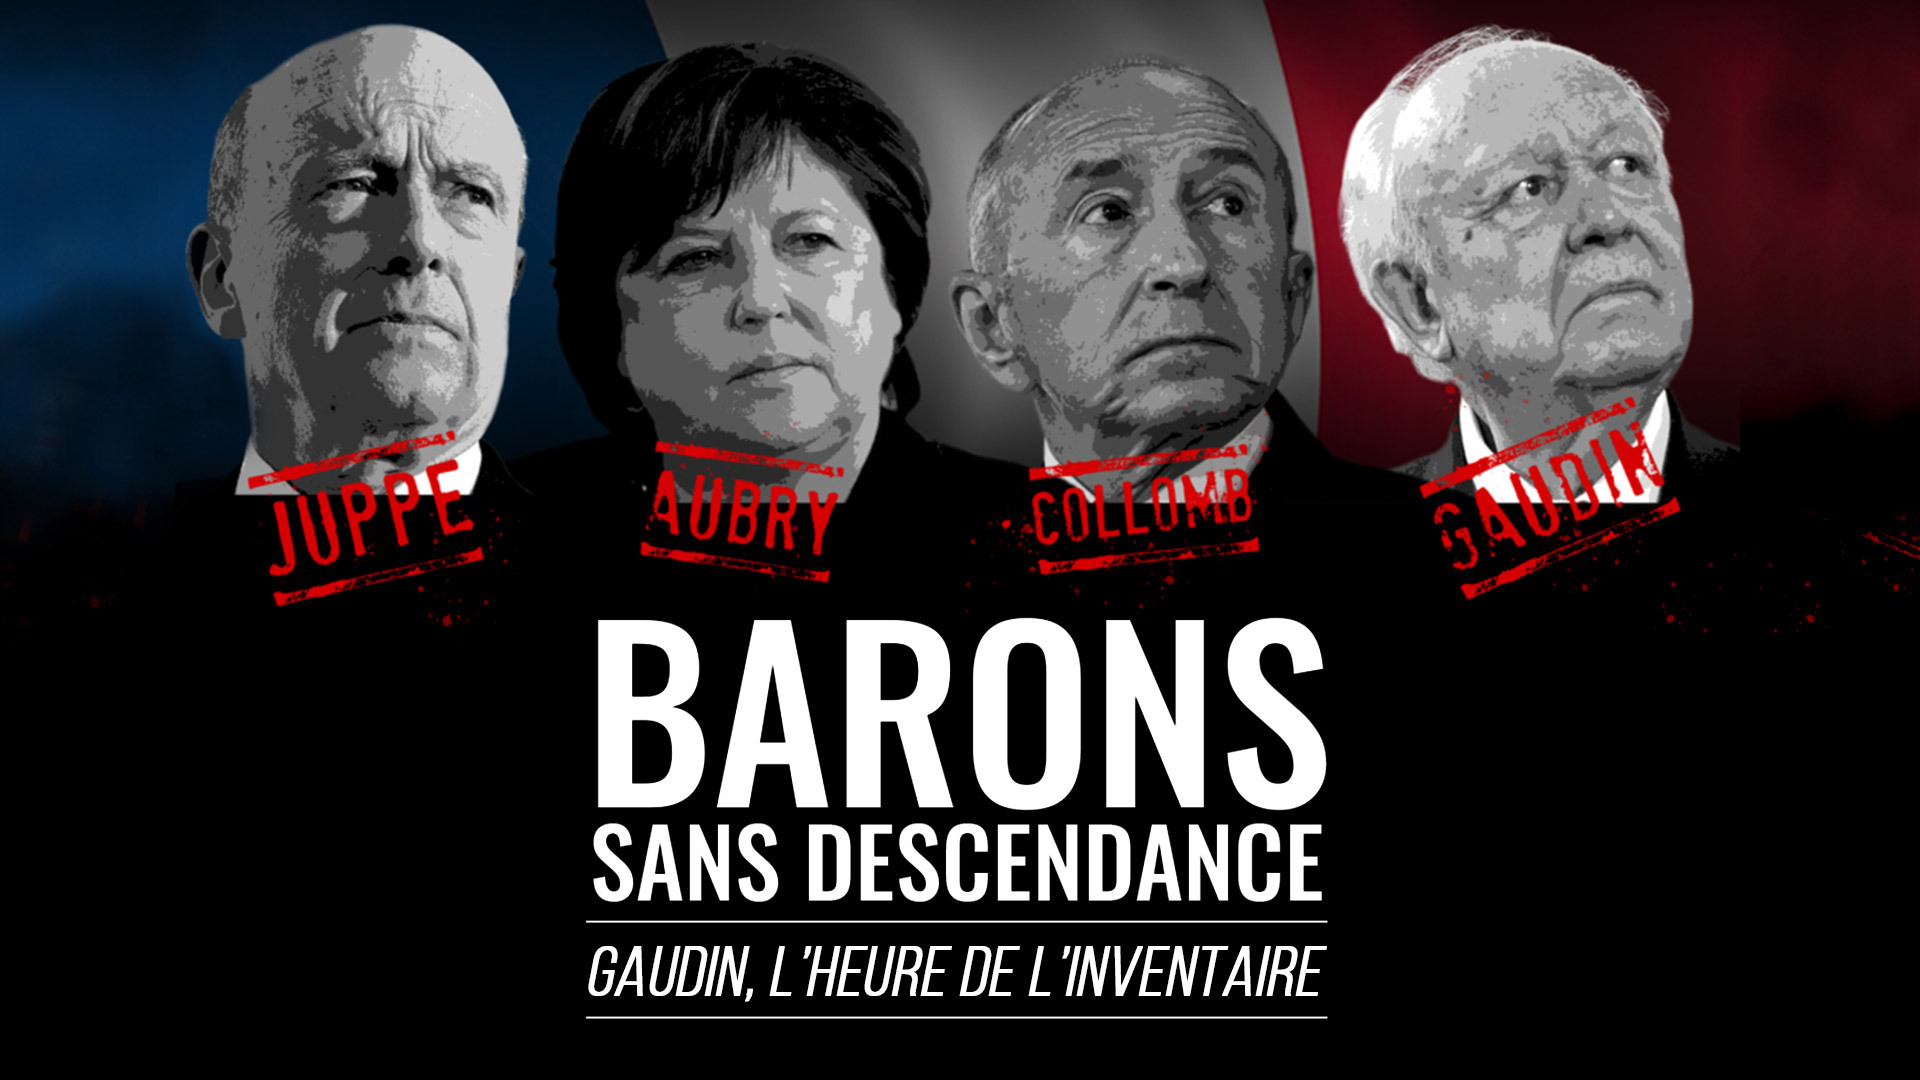 JUPPE
AUBRY
COLLOMB
GAUDIN
BARONS
SANS DESCENDANCE
GAUDIN, L'HEURE DE L'INVENTAIRE